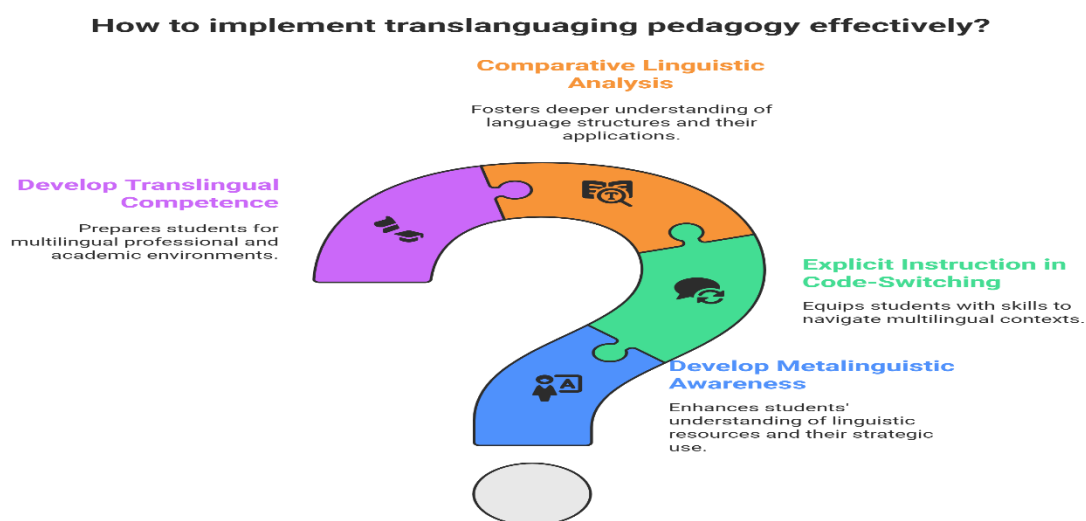 How to implement translanguaging pedagogy effectively?
Comparative Linguistic
Analysis
Fosters deeper understanding of
language structures and their
applications.
Develop Translingual
Competence
Prepares students for
multilingual professional and
academic environments.
Explicit Instruction in
Code-Switching
Equips students with skills to
navigate multilingual contexts.
Develop Metalinguistic
Awareness
Enhances students'
understanding of linguistic
resources and their strategic
use.
T
A